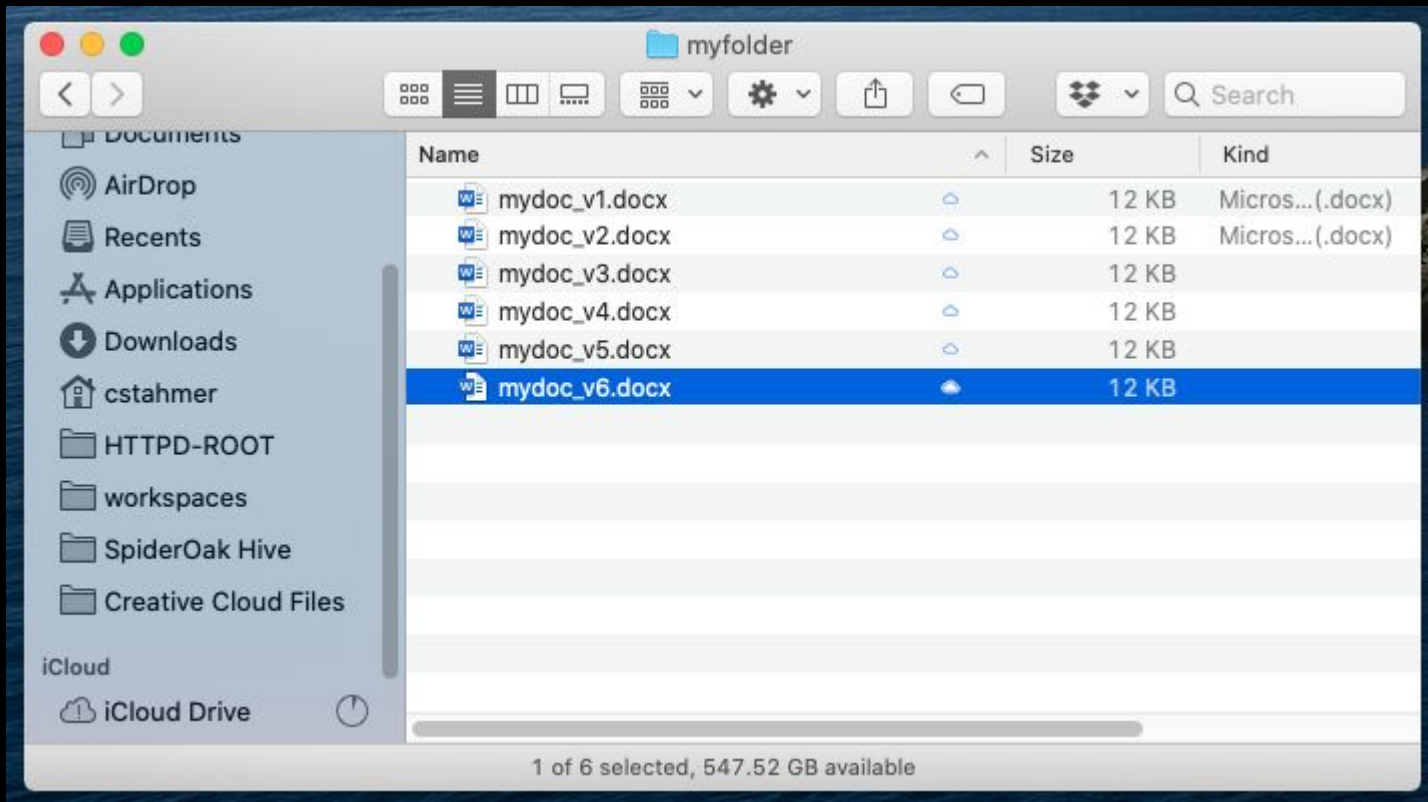 myfolder
Search
Documents
AirDrop
Recents
Applications
Downloads
cstahmer
HTTPD-ROOT
workspaces
SpiderOak Hive
Creative Cloud Files
iCloud
iCloud Drive
Name Size Kind
mydoc_v1.docx 12 KB Micros...(.docx)
mydoc_v2.docx 12 KB Micros...(.docx)
mydoc_v3.docx 12 KB
mydoc_v4.docx 12 KB
mydoc_v5.docx 12 KB
mydoc_v6.docx 12 KB
1 of 6 selected, 547.52 GB available